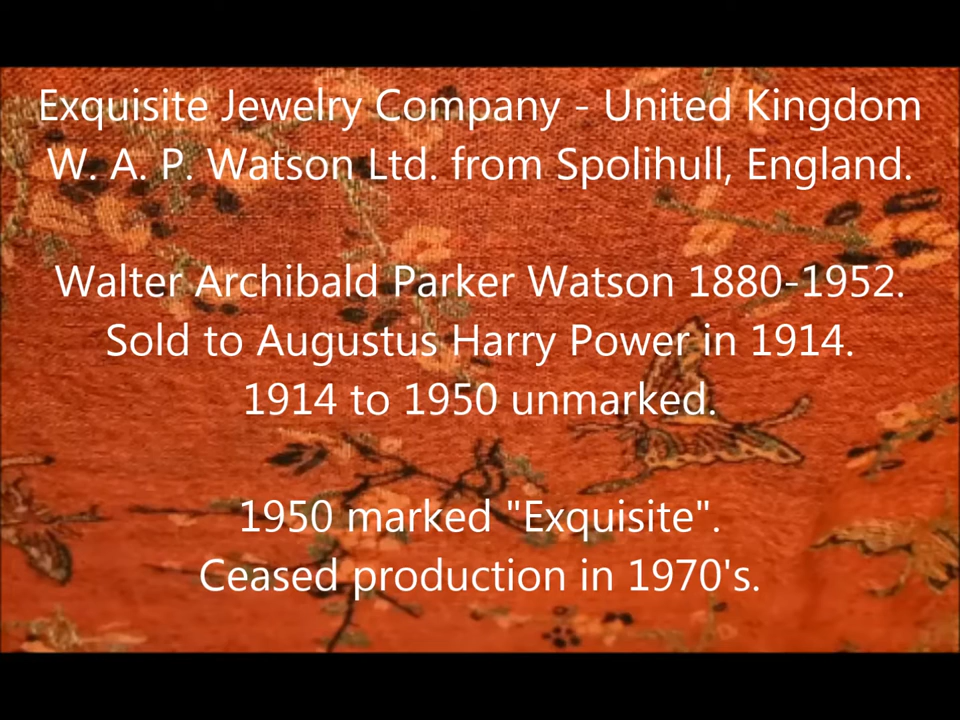 Exquisite Jewelry Company - United Kingdom
W. A. P. Watson Ltd. from Spolihull, England.
Walter Archibald Parker Watson 1880-1952.
Sold to Augustus Harry Power in 1914.
1914 to 1950 unmarked.
1950 marked "Exquisite".
Ceased production in 1970's.